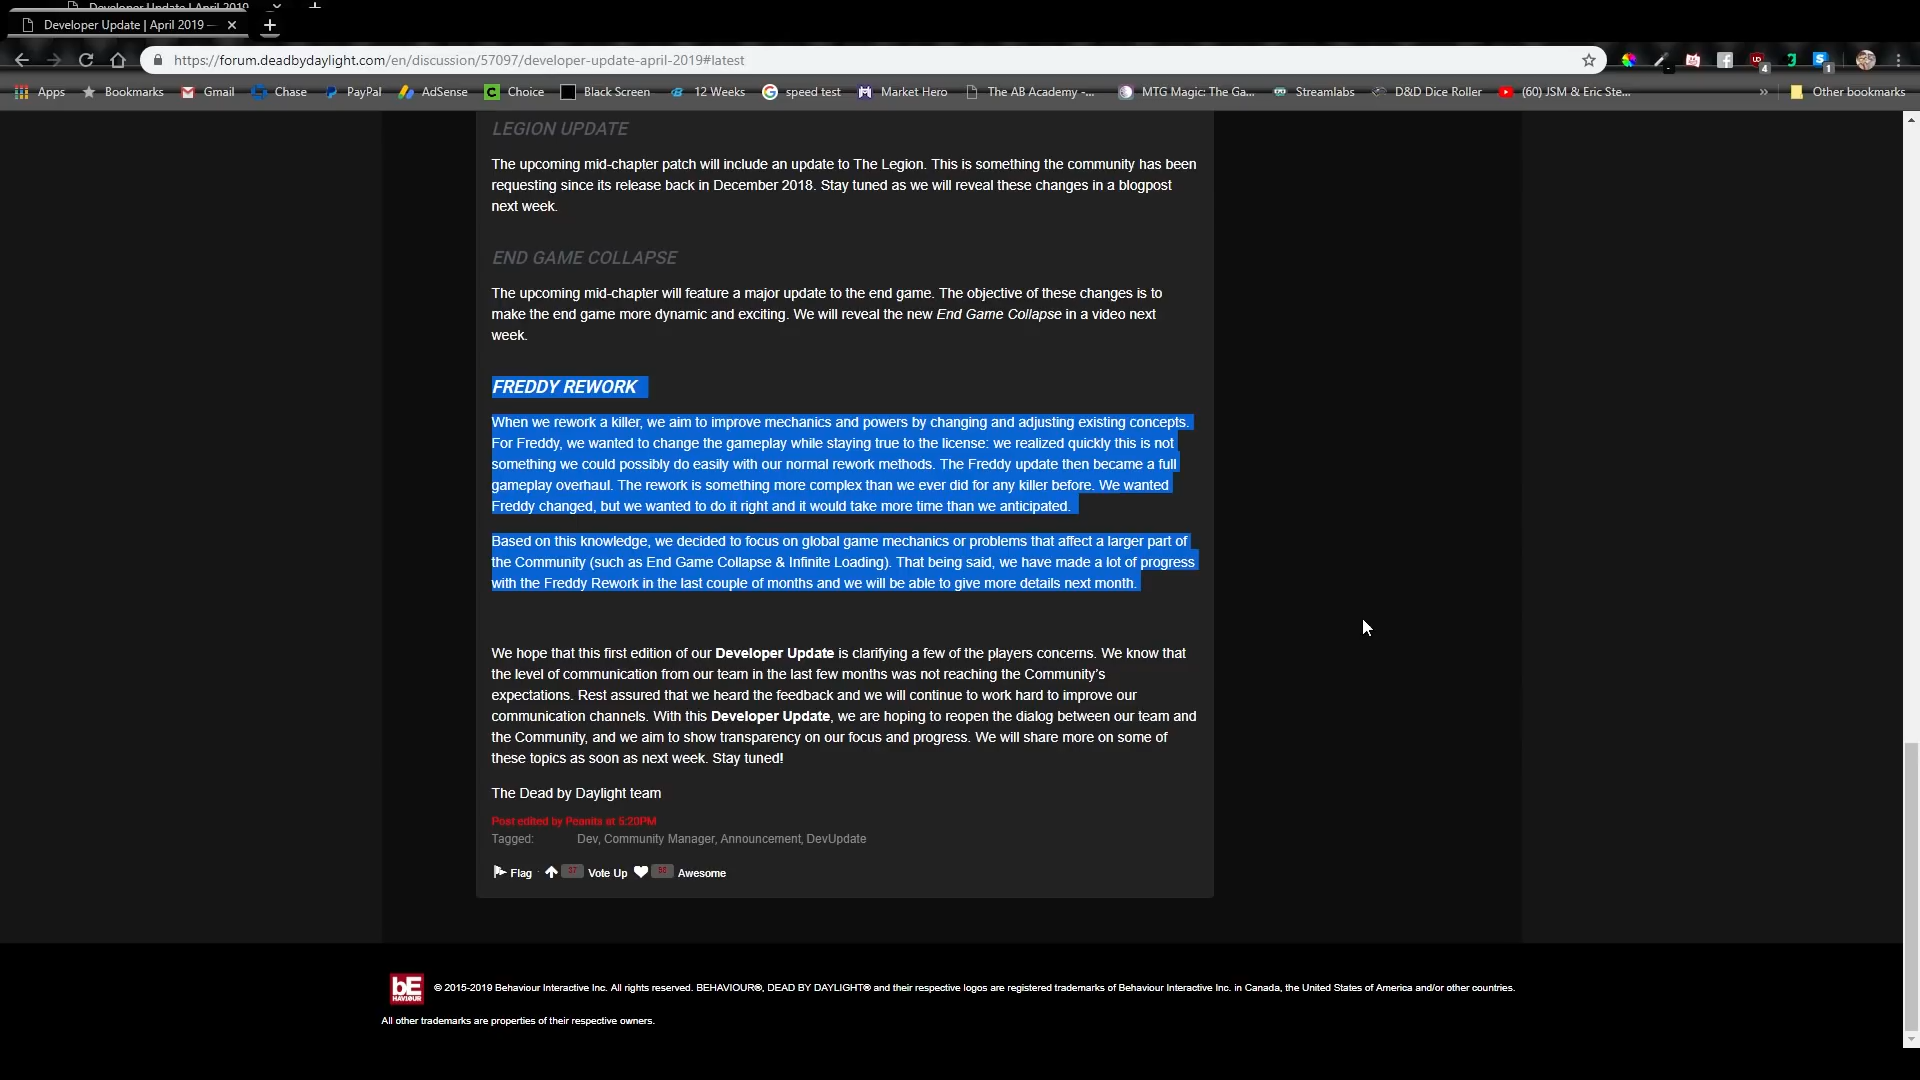 Developer Update | April 2019
Developer Update | April 2019 —
https://forum.deadbydaylight.com/en/discussion/57097/developer-update-april-2019#latest
Apps Bookmarks Gmail Chase PayPal AdSense Choice Black Screen 12 Weeks speed test Market Hero The AB Academy -... MTG Magic: The Ga... Streamlabs D&D Dice Roller (60) JSM & Eric Ste... » Other bookmarks
LEGION UPDATE
The upcoming mid-chapter patch will include an update to The Legion. This is something the community has been
requesting since its release back in December 2018. Stay tuned as we will reveal these changes in a blogpost
next week.
END GAME COLLAPSE
The upcoming mid-chapter will feature a major update to the end game. The objective of these changes is to
make the end game more dynamic and exciting. We will reveal the new End Game Collapse in a video next
week.
FREDDY REWORK
When we rework a killer, we aim to improve mechanics and powers by changing and adjusting existing concepts.
For Freddy, we wanted to change the gameplay while staying true to the license: we realized quickly this is not
something we could possibly do easily with our normal rework methods. The Freddy update then became a full
gameplay overhaul. The rework is something more complex than we ever did for any killer before. We wanted
Freddy changed, but we wanted to do it right and it would take more time than we anticipated.
Based on this knowledge, we decided to focus on global game mechanics or problems that affect a larger part of
the Community (such as End Game Collapse & Infinite Loading). That being said, we have made a lot of progress
with the Freddy Rework in the last couple of months and we will be able to give more details next month.
We hope that this first edition of our Developer Update is clarifying a few of the players concerns. We know that
the level of communication from our team in the last few months was not reaching the Community's
expectations. Rest assured that we heard the feedback and we will continue to work hard to improve our
communication channels. With this Developer Update, we are hoping to reopen the dialog between our team and
the Community, and we aim to show transparency on our focus and progress. We will share more on some of
these topics as soon as next week. Stay tuned!
The Dead by Daylight team
Post edited by Peanits at 5:20PM
Tagged: Dev, Community Manager, Announcement, DevUpdate
Flag · 37 Vote Up Awesome
bE HAVIOUR © 2015-2019 Behaviour Interactive Inc. All rights reserved. BEHAVIOUR®, DEAD BY DAYLIGHT® and their respective logos are registered trademarks of Behaviour Interactive Inc. in Canada, the United States of America and/or other countries.
All other trademarks are properties of their respective owners.